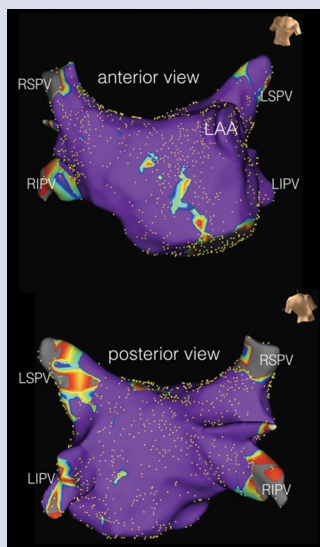 anterior view
RSPV
LSPV
LAA
RIPV
LIPV
posterior view
RSPV
LSPV
LIPV
RIPV